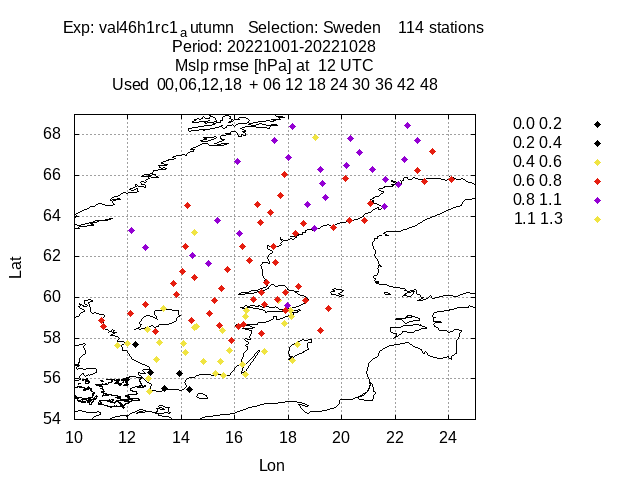 Exp: val46h1rc1ₐutumn Selection: Sweden 114 stations
Period: 20221001-20221028
Mslp rmse [hPa] at 12 UTC
Used 00,06,12,18 + 06 12 18 24 30 36 42 48
68
66
64
62
60
58
56
54
10 12 14 16 18 20 22 24
Lat
Lon
0.0 0.2
0.2 0.4
0.4 0.6
0.6 0.8
0.8 1.1
1.1 1.3